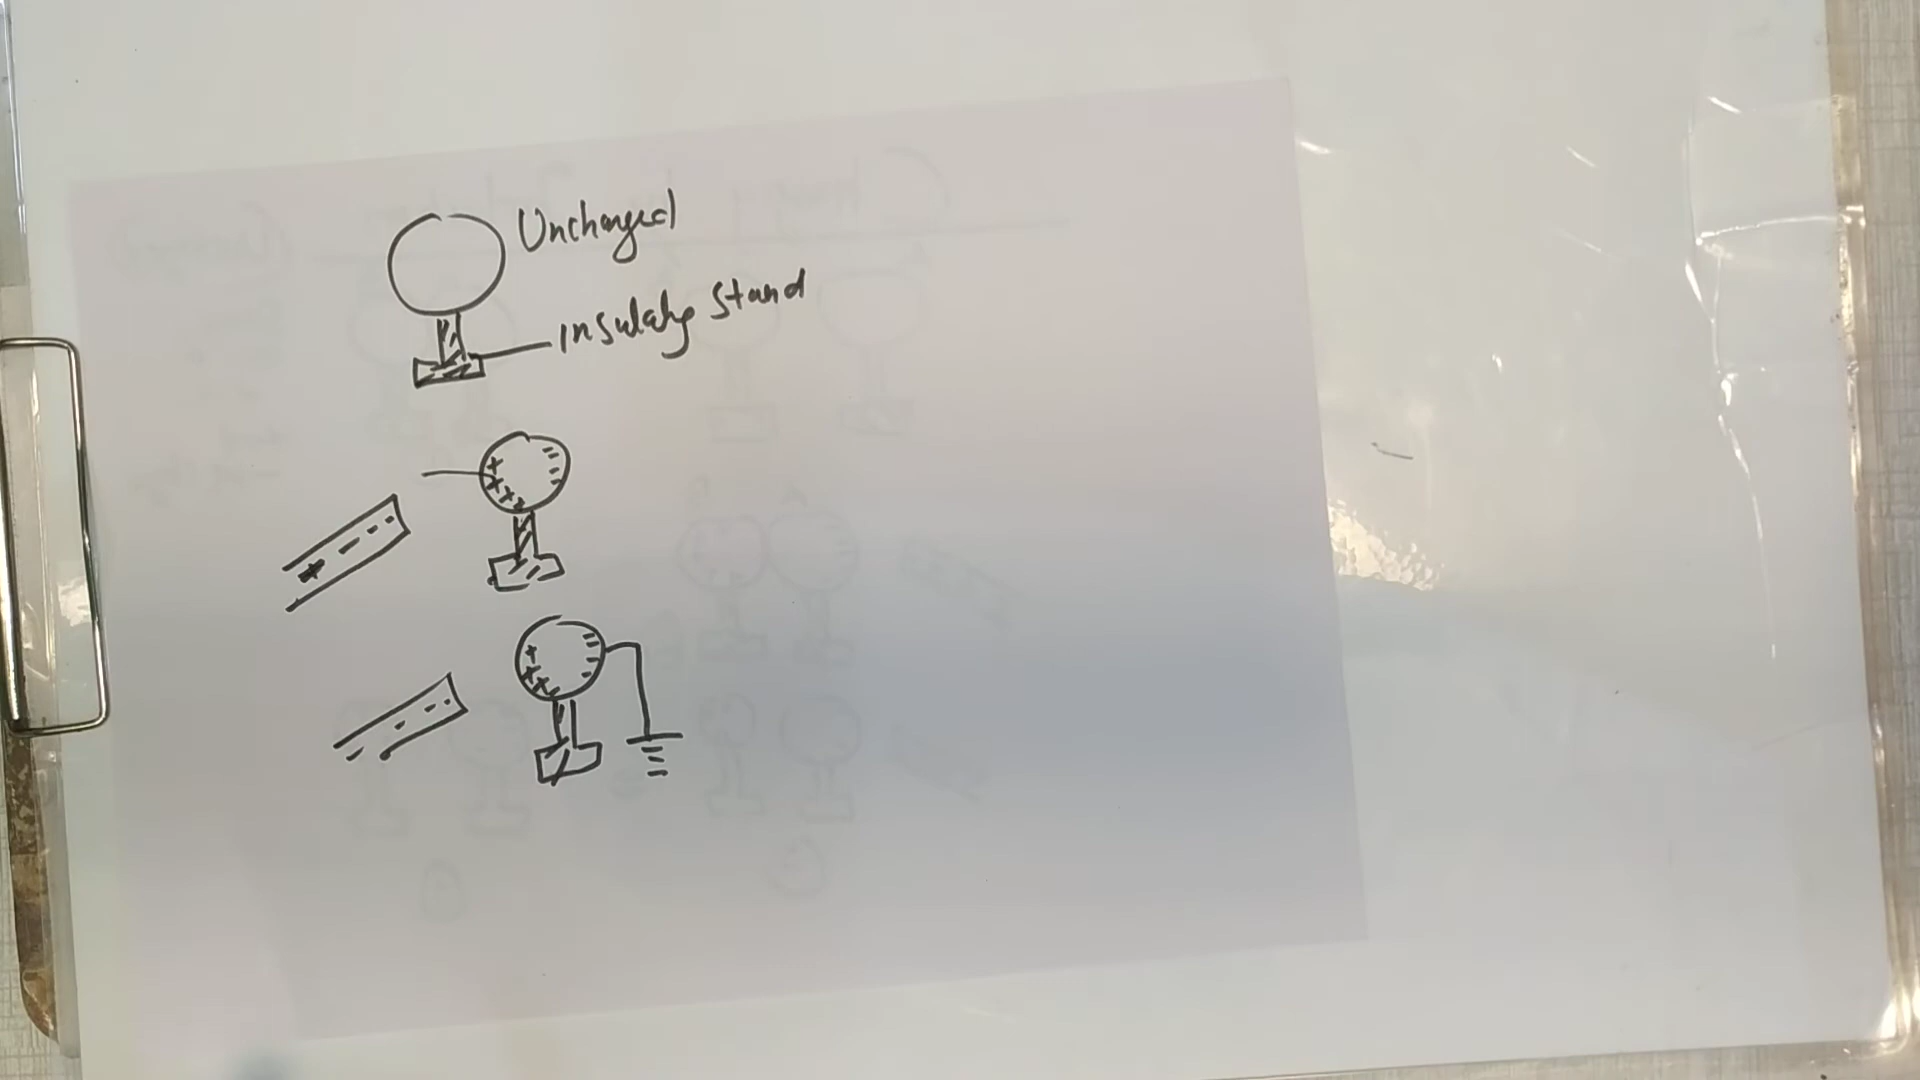 Uncharged
insulating stand
+ - - -
+ + + + - - -
- - - -
+ + + - - - -